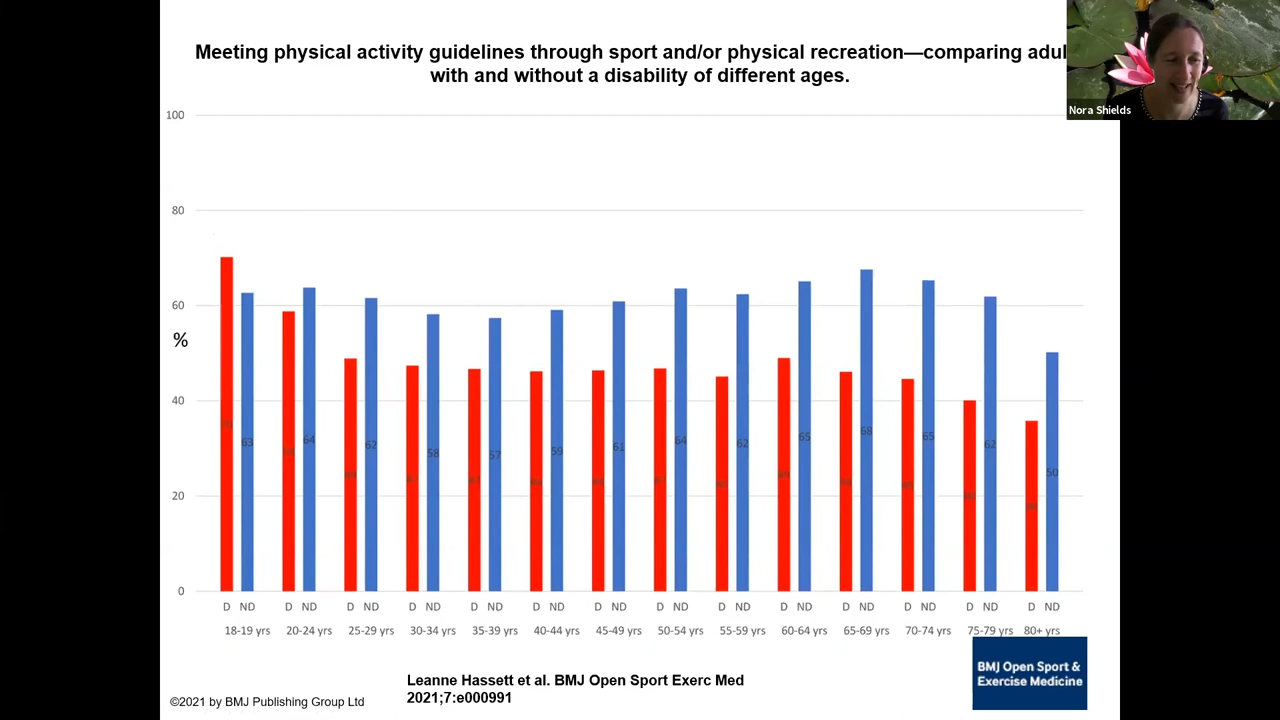 Meeting physical activity guidelines through sport and/or physical recreation—comparing
with and without a disability of different ages.
Nora Shields
100
80
60
%
40
20
0
63 64 62 58 57 59 61 64 62 65 68 65 62 50
D ND D ND D ND D ND D ND D ND D ND D ND D ND D ND D ND D ND D ND D ND
18-19 yrs 20-24 yrs 25-29 yrs 30-34 yrs 35-39 yrs 40-44 yrs 45-49 yrs 50-54 yrs 55-59 yrs 60-64 yrs 65-69 yrs 70-74 yrs 75-79 yrs 80+ yrs
BMJ Open Sport &
Exercise Medicine
Leanne Hassett et al. BMJ Open Sport Exerc Med
2021;7:e000991
©2021 by BMJ Publishing Group Ltd